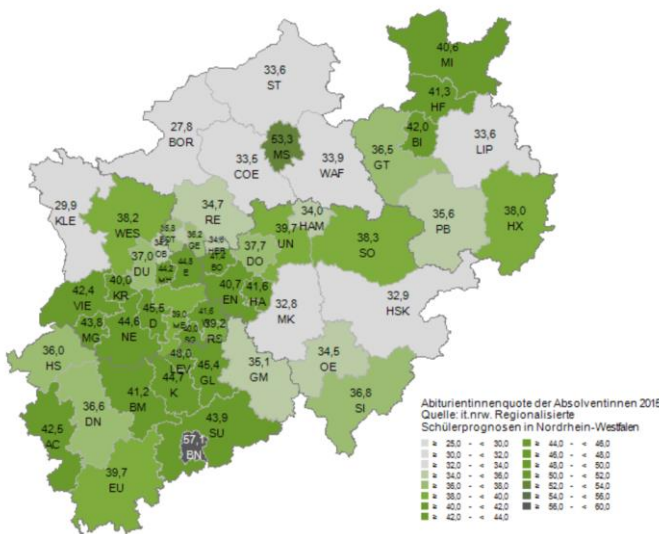 40,6
MI
33,6
ST
41,3
HF
27,8
BOR
53,3
MS
42,0
BI
33,6
LIP
33,5
COE
33,9
WAF
36,5
GT
29,9
KLE
34,7
RE
34,0
HAM
35,6
PB
38,0
HX
38,2
WES
39,7
UN
38,3
SO
36,2
GE
37,0
DU
37,7
DO
44,2
42,4
VIE
40,0
KR
40,7
EN
41,6
HA
32,8
MK
32,9
HSK
43,8
MG
44,6
NE
45,5
D
39,0
ME
39,2
RS
48,0
LEV
45,4
GL
36,0
HS
44,7
K
35,1
GM
34,5
OE
36,8
SI
36,6
DN
41,2
BM
43,9
SU
42,5
AC
57,1
BN
39,7
EU
Abiturientinnenquote der Absolventinnen 2015
Quelle: it.nrw. Regionalisierte
Schülerprognosen in Nordrhein-Westfalen
≥ 28,0 - < 30,0
≥ 30,0 - < 32,0
≥ 32,0 - < 34,0
≥ 34,0 - < 36,0
≥ 36,0 - < 38,0
≥ 38,0 - < 40,0
≥ 40,0 - < 42,0
≥ 42,0 - < 44,0
≥ 44,0 - < 46,0
≥ 46,0 - < 48,0
≥ 48,0 - < 50,0
≥ 50,0 - < 52,0
≥ 52,0 - < 54,0
≥ 54,0 - < 56,0
≥ 56,0 - < 60,0